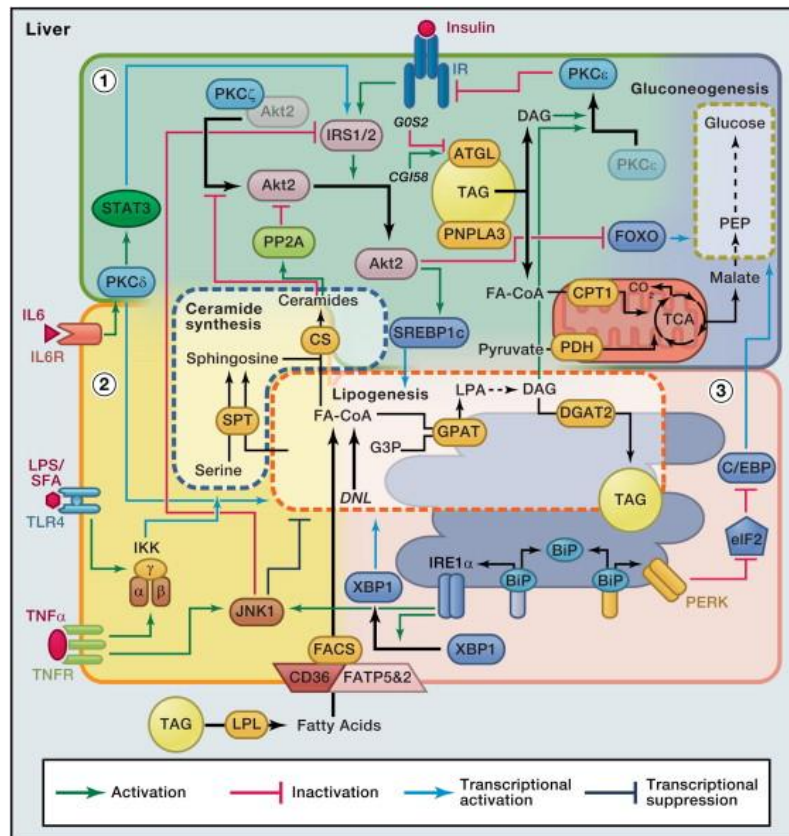 Liver
Insulin
IR
1
PKCζ
Akt2
IRS1/2
G0S2
CGI58
ATGL
TAG
PNPLA3
DAG
PKCε
PKCε
Gluconeogenesis
Glucose
PEP
Malate
FOXO
STAT3
Akt2
PP2A
Akt2
PKCδ
Ceramides
Ceramide
synthesis
CS
SREBP1c
FA-CoA
CPT1
CO2
TCA
Pyruvate
PDH
IL6
IL6R
2
Sphingosine
SPT
Serine
Lipogenesis
FA-CoA
G3P
DNL
LPA
GPAT
DAG
DGAT2
TAG
3
C/EBP
eIF2
LPS/
SFA
TLR4
IKK
γ
α
β
TNFα
TNFR
JNK1
XBP1
IRE1α
BiP
BiP
BiP
PERK
XBP1
FACS
CD36
FATP5&2
TAG
LPL
Fatty Acids
Activation
Inactivation
Transcriptional
activation
Transcriptional
suppression